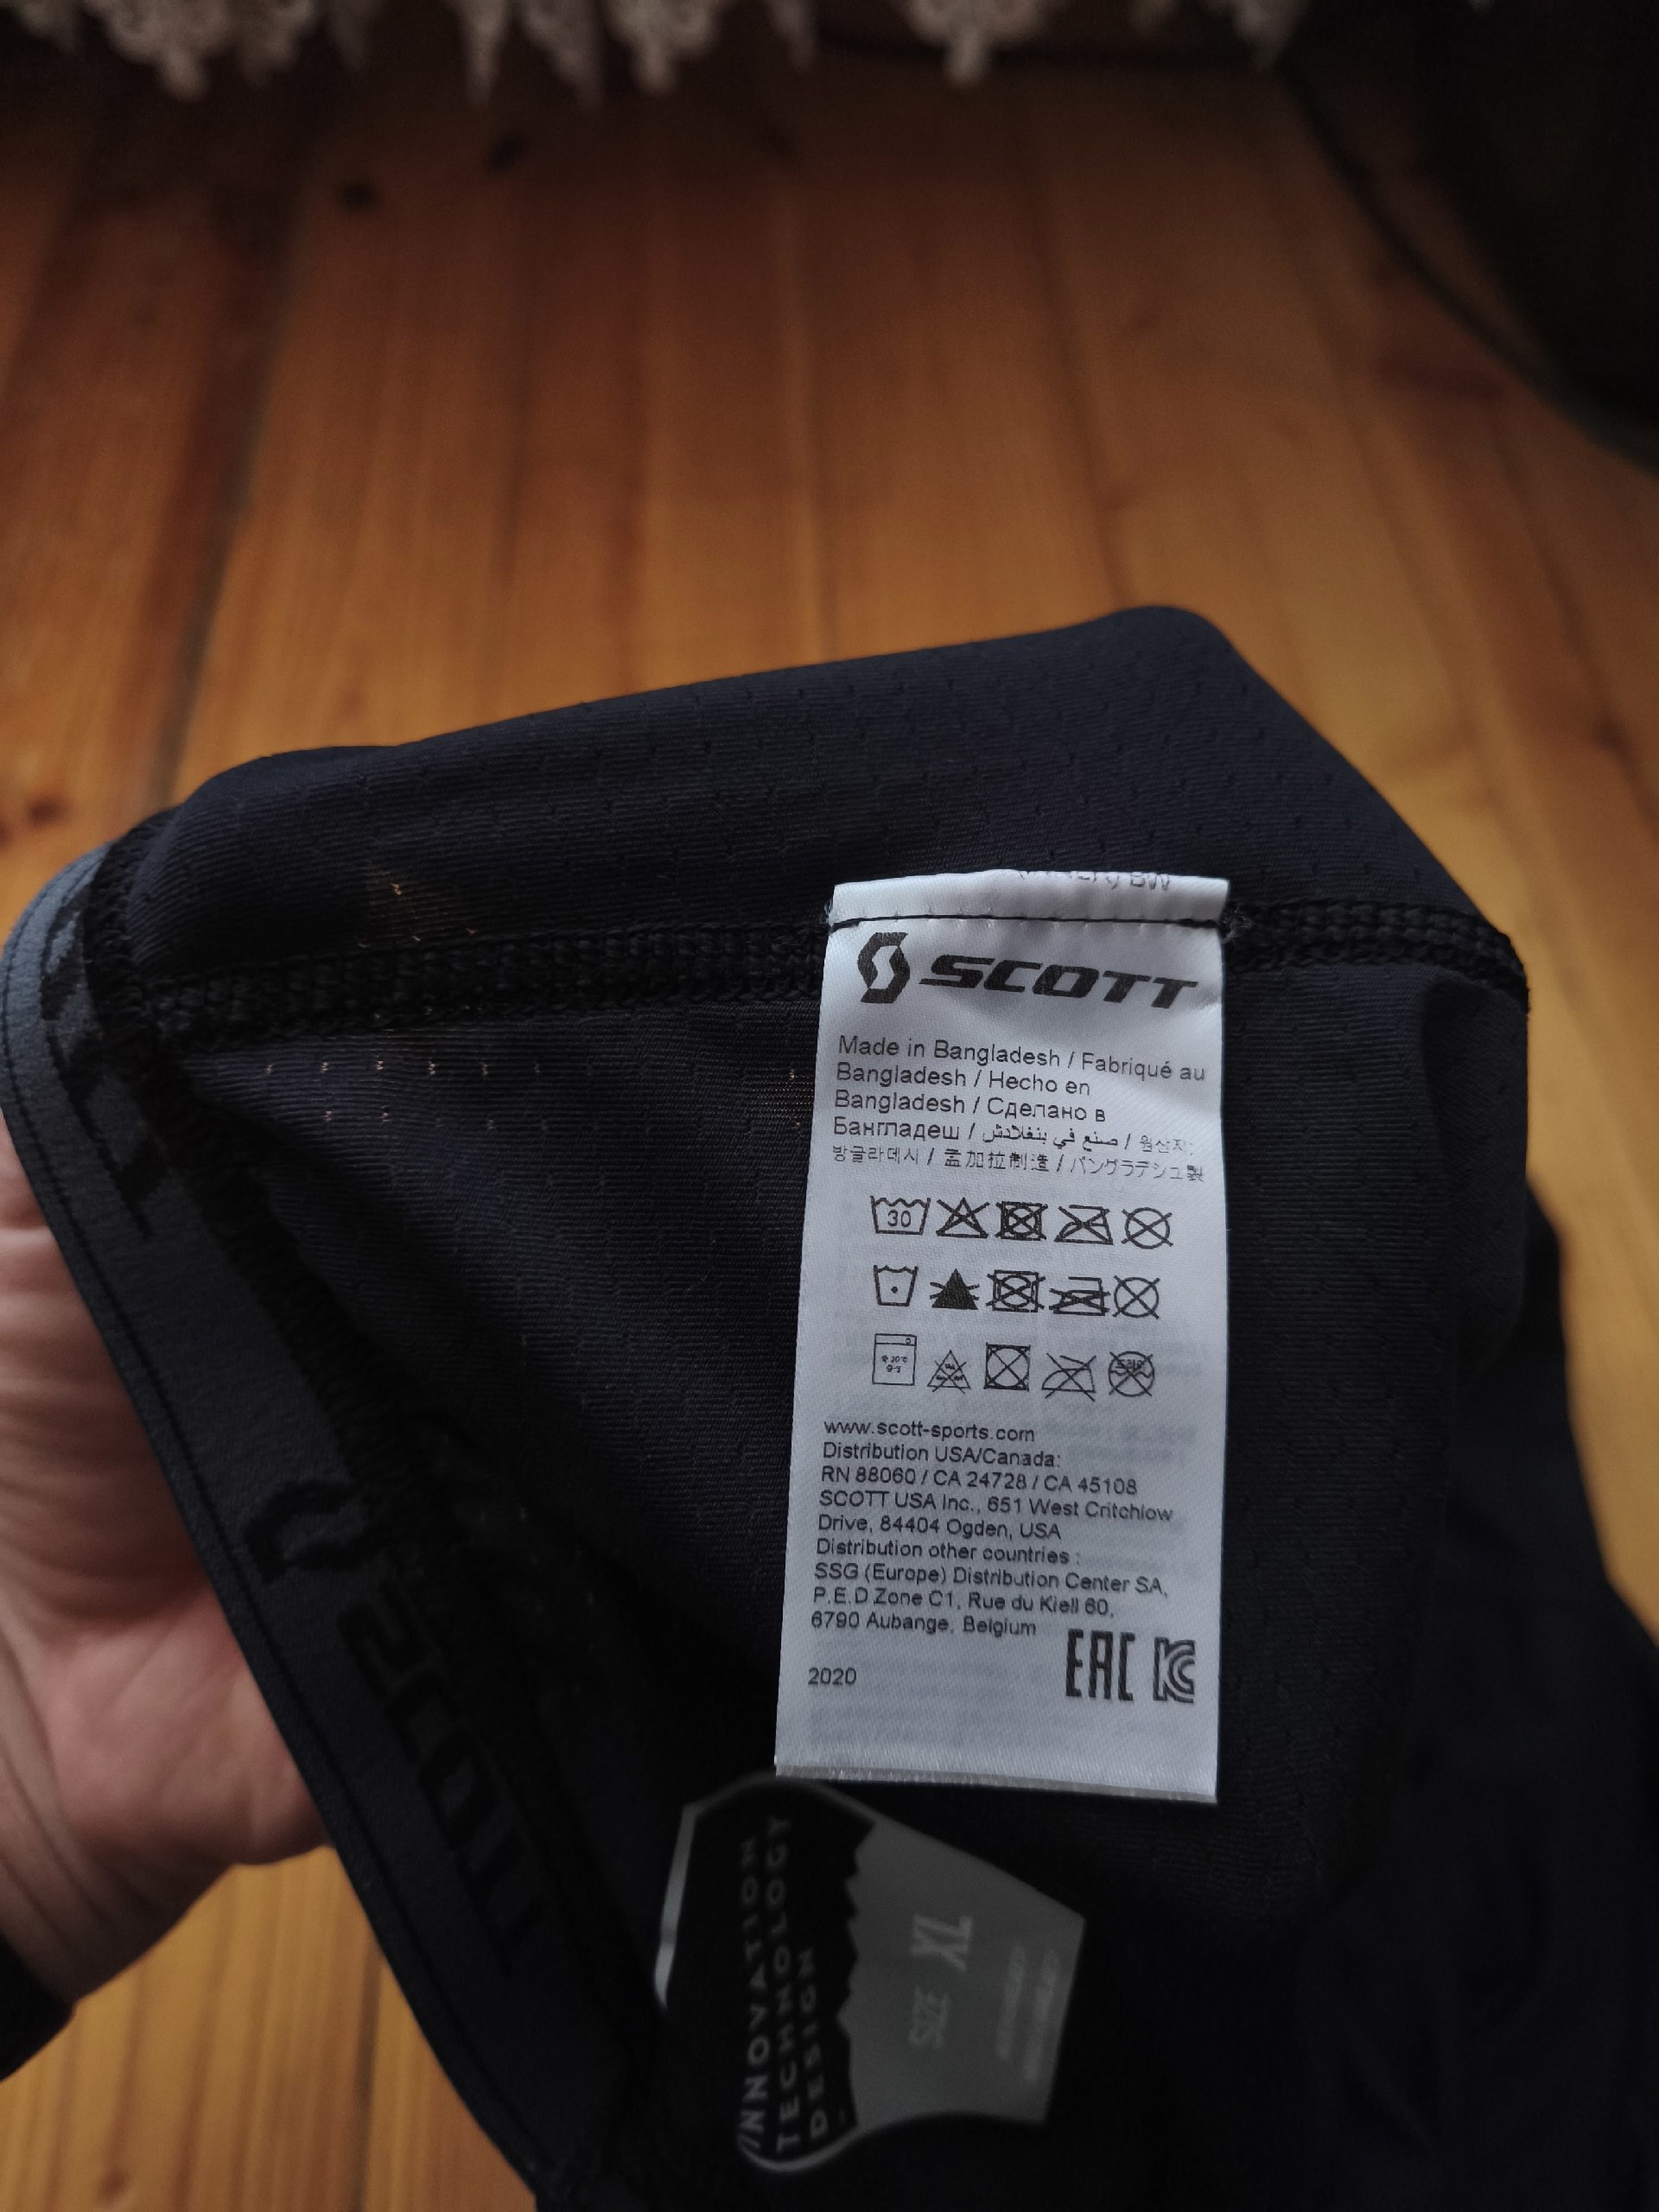 SCOTT
Made in Bangladesh / Fabriqué au
Bangladesh / Hecho en
Bangladesh / Сделано в
Бангладеш / صنع في بنغلادش / 원산지:
방글라데시 / 孟加拉制造 / バングラデシュ製
30
www.scott-sports.com
Distribution USA/Canada:
RN 88060 / CA 24728 / CA 45108
SCOTT USA Inc., 651 West Critchlow
Drive, 84404 Ogden, USA
Distribution other countries :
SSG (Europe) Distribution Center SA,
P.E.D Zone C1, Rue du Kiell 60,
6790 Aubange, Belgium
2020
EAC KC
SCOTT
INNOVATION
TECHNOLOGY
DESIGN
SIZE XL